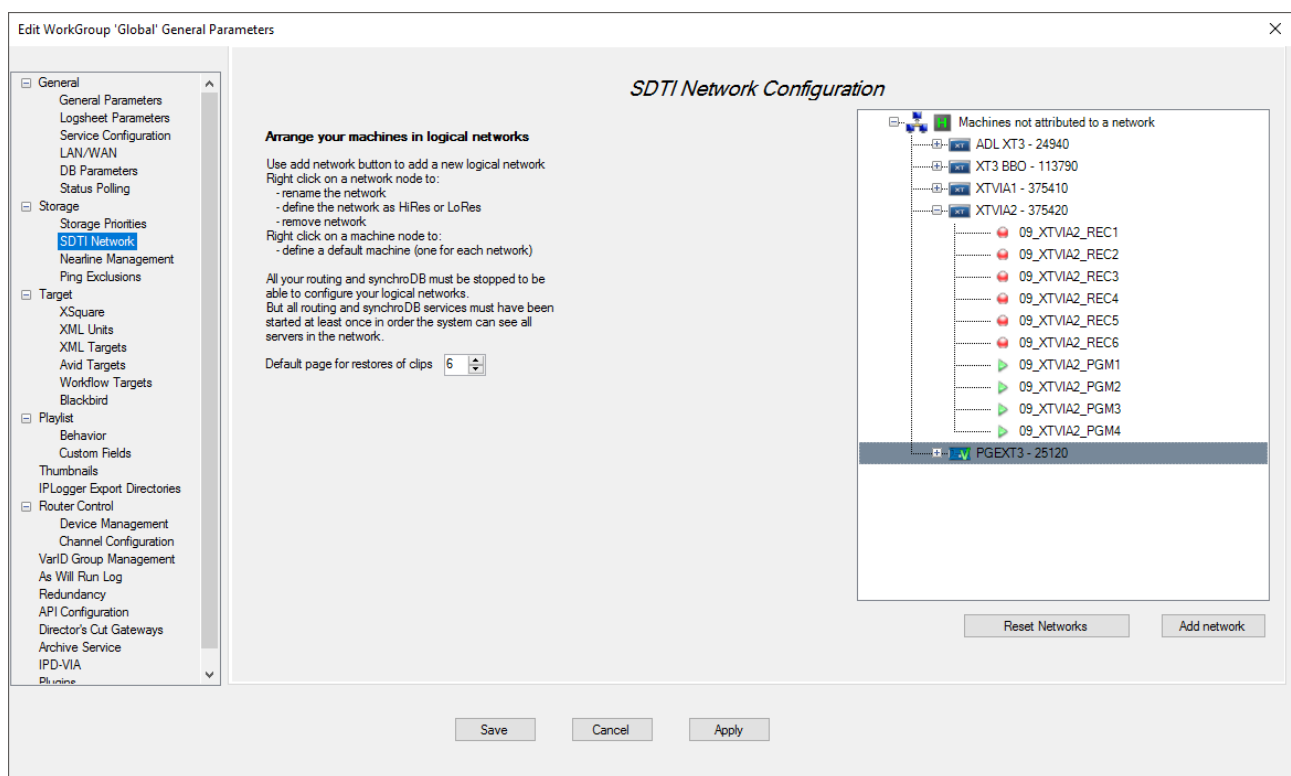 Edit WorkGroup 'Global' General Parameters
General
General Parameters
Logsheet Parameters
Service Configuration
LAN/WAN
DB Parameters
Status Polling
Storage
Storage Priorities
SDTI Network
Nearline Management
Ping Exclusions
Target
XSquare
XML Units
XML Targets
Avid Targets
Workflow Targets
Blackbird
Playlist
Behavior
Custom Fields
Thumbnails
IPLogger Export Directories
Router Control
Device Management
Channel Configuration
VarID Group Management
As Will Run Log
Redundancy
API Configuration
Director's Cut Gateways
Archive Service
IPD-VIA
Plugins
SDTI Network Configuration
Arrange your machines in logical networks
Use add network button to add a new logical network
Right click on a network node to:
- rename the network
- define the network as HiRes or LoRes
- remove network
Right click on a machine node to:
- define a default machine (one for each network)
All your routing and synchroDB must be stopped to be
able to configure your logical networks.
But all routing and synchroDB services must have been
started at least once in order the system can see all
servers in the network.
Default page for restores of clips 6
H Machines not attributed to a network
XT ADL XT3 - 24940
XT XT3 BBO - 113790
XT XTVIA1 - 375410
XT XTVIA2 - 375420
09_XTVIA2_REC1
09_XTVIA2_REC2
09_XTVIA2_REC3
09_XTVIA2_REC4
09_XTVIA2_REC5
09_XTVIA2_REC6
09_XTVIA2_PGM1
09_XTVIA2_PGM2
09_XTVIA2_PGM3
09_XTVIA2_PGM4
PGEXT3 - 25120
Reset Networks
Add network
Save
Cancel
Apply